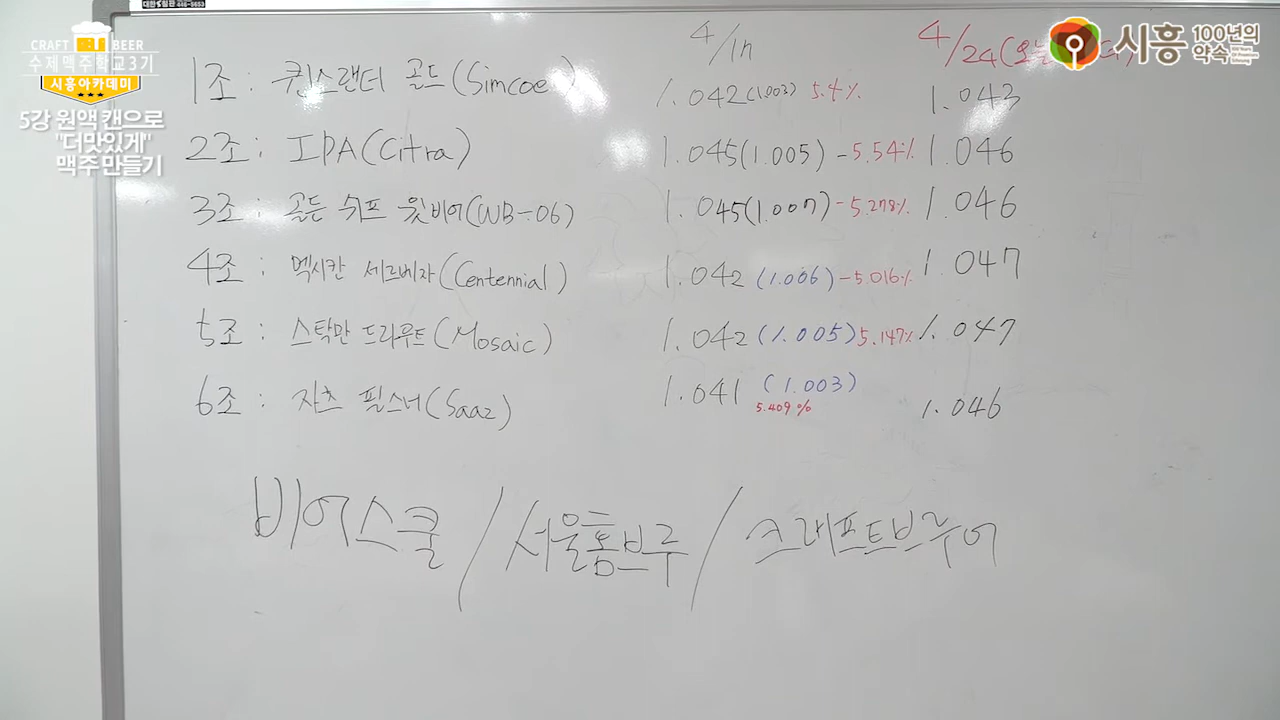 CRAFT BEER
수제맥주학교3기
시흥아카데미
5강 원액 캔으로
"더맛있게"
맥주 만들기
시흥 100년의 약속
4/17 4/24(오늘
1조 : 퀸스랜더 골드(Simcoe) 1.042(1.003) 5.4% 1.043
2조 : IPA(Citra) 1.045(1.005) - 5.54% 1.046
3조 : 골든 쉬프 윗비어(WB-06) 1.045(1.007) - 5.278% 1.046
4조 : 멕시칸 세르베자(Centennial) 1.042 (1.006) - 5.016% 1.047
5조 : 스탁만 드라우트(Mosaic) 1.042 (1.005) 5.147% 1.047
6조 : 자츠 필스너(Saaz) 1.041 (1.003) 1.046
5.409%
비어스쿨 / 서울홈브루 / 크래프트브루어